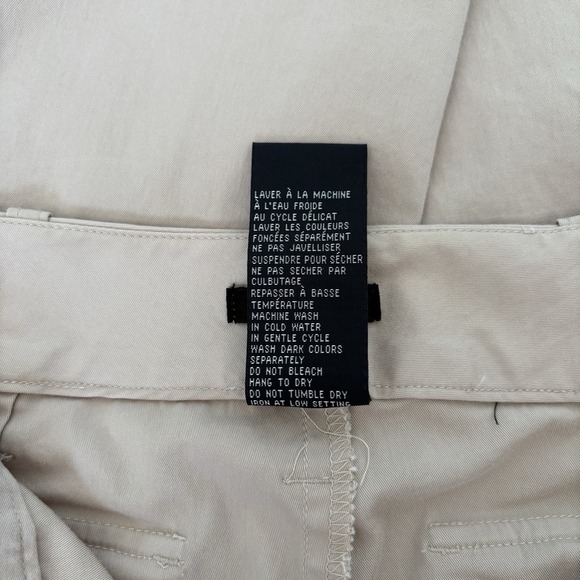 LAVER À LA MACHINE
À L'EAU FROIDE
AU CYCLE DÉLICAT
LAVER LES COULEURS
FONCÉES SÉPARÉMENT
NE PAS JAVELLISER
SUSPENDRE POUR SÉCHER
NE PAS SECHER PAR
CULBUTAGE
REPASSER À BASSE
TEMPÉRATURE
MACHINE WASH
IN COLD WATER
IN GENTLE CYCLE
WASH DARK COLORS
SEPARATELY
DO NOT BLEACH
HANG TO DRY
DO NOT TUMBLE DRY
IRON AT LOW SETTING